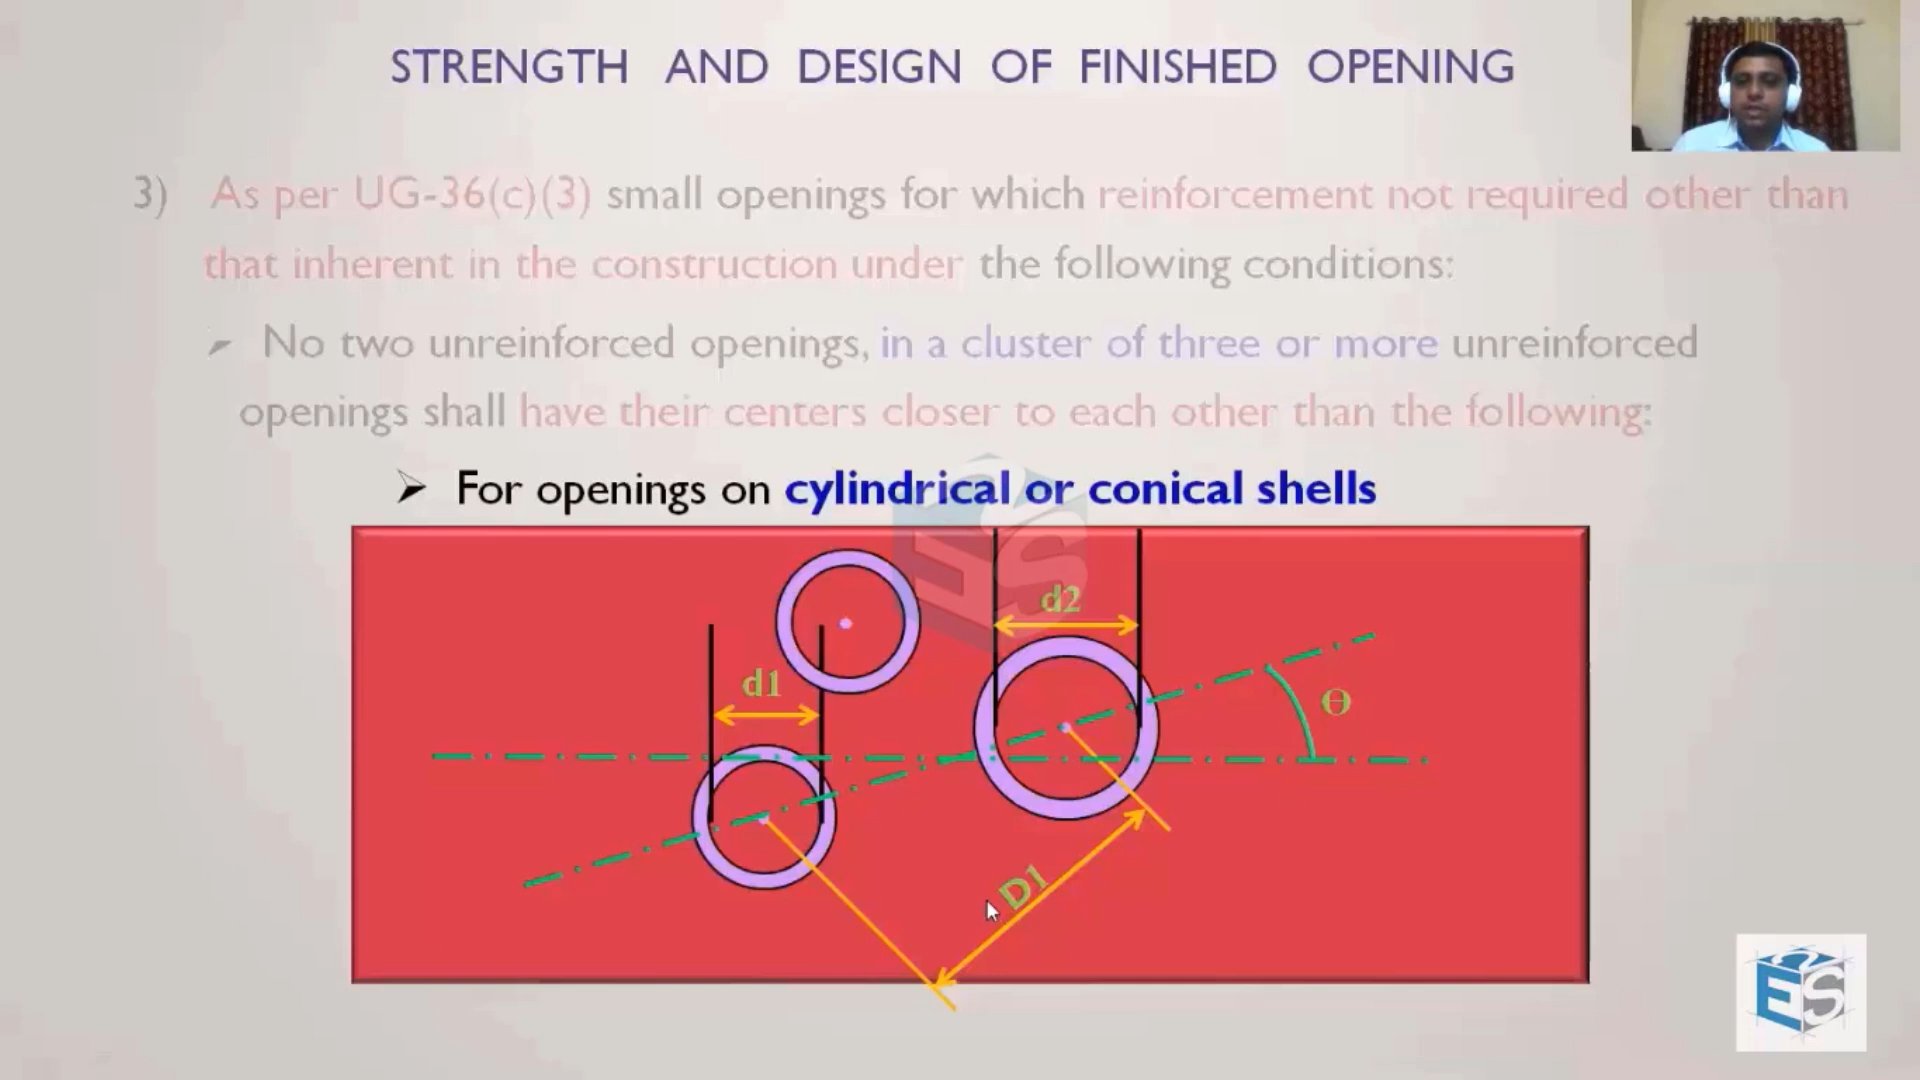 STRENGTH AND DESIGN OF FINISHED OPENING
3) As per UG-36(c)(3) small openings for which reinforcement not required other than
that inherent in the construction under the following conditions:
➢ No two unreinforced openings, in a cluster of three or more unreinforced
openings shall have their centers closer to each other than the following:
➢ For openings on cylindrical or conical shells
d2
d1
Θ
D1
ES
ES